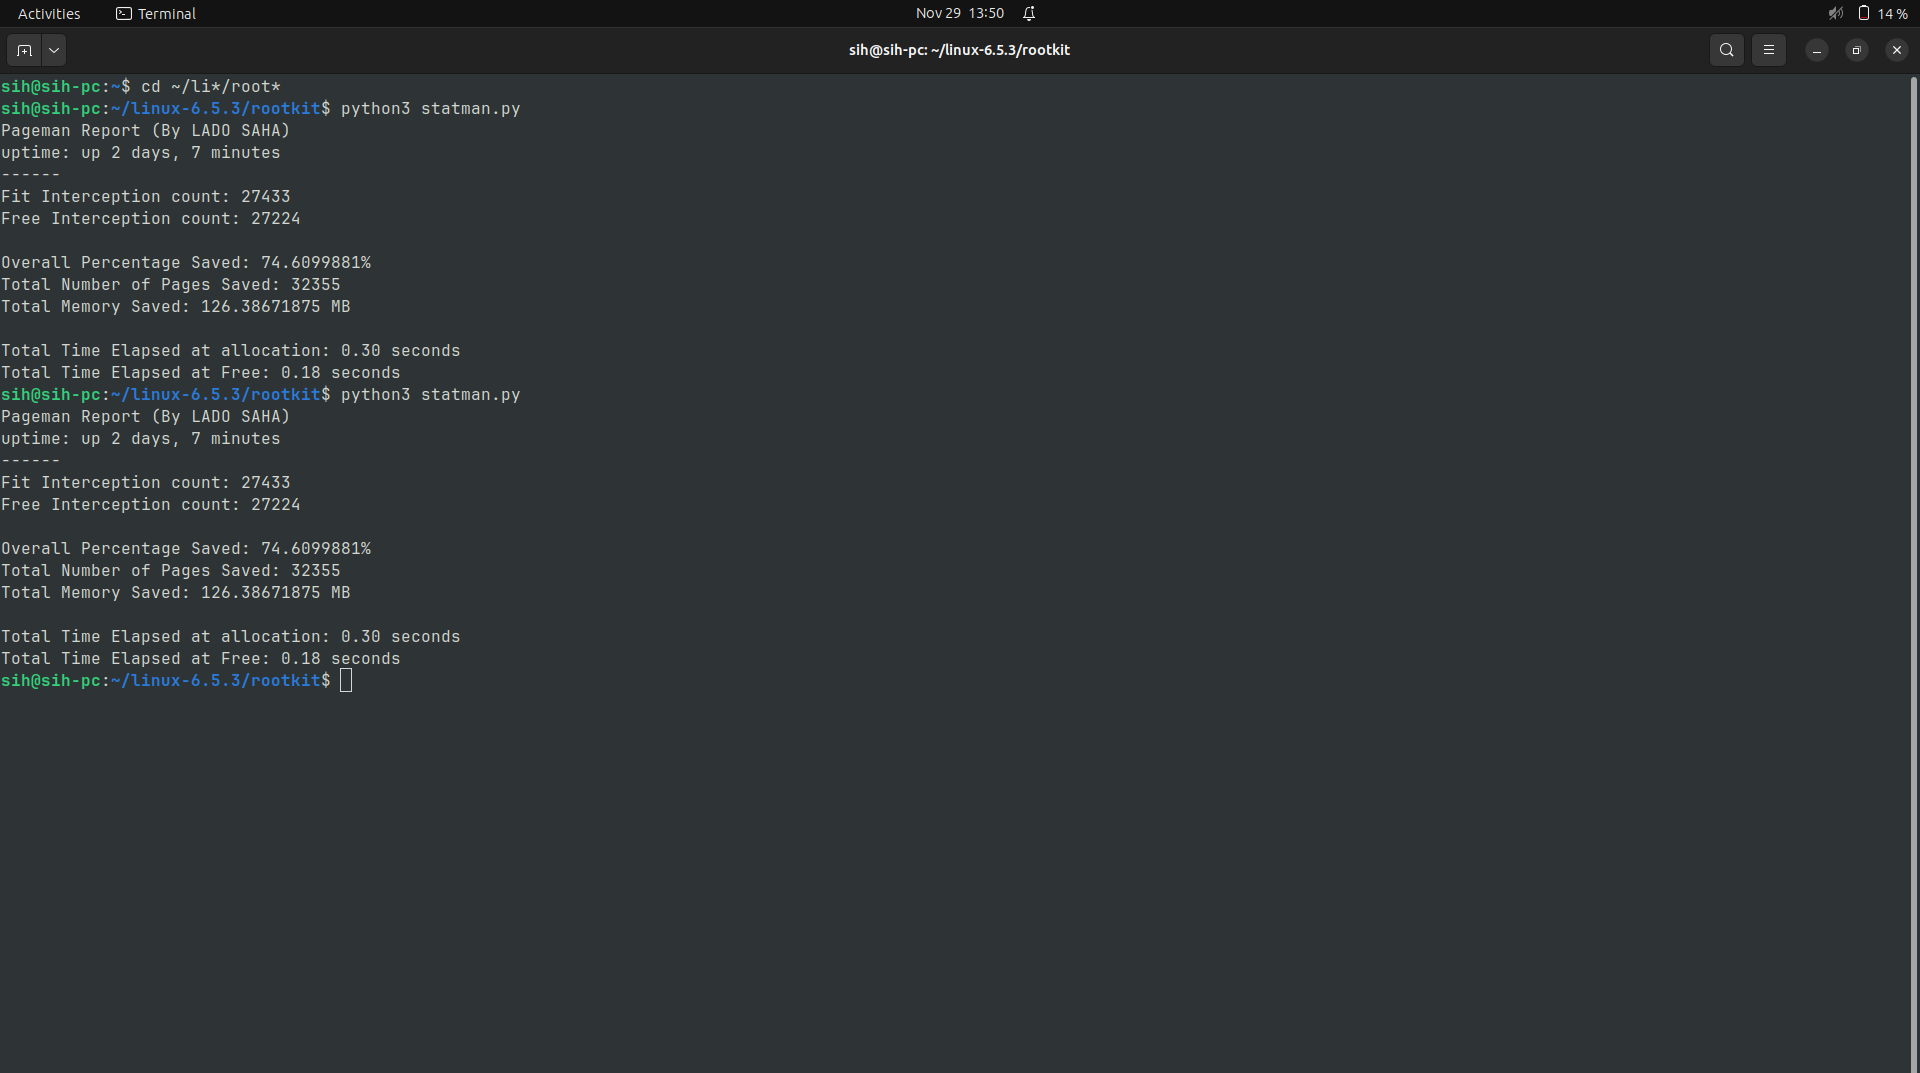 Activities Terminal Nov 29 13:50 14 %
sih@sih-pc: ~/linux-6.5.3/rootkit
sih@sih-pc:~$ cd ~/li*/root*
sih@sih-pc:~/linux-6.5.3/rootkit$ python3 statman.py
Pageman Report (By LADO SAHA)
uptime: up 2 days, 7 minutes
------
Fit Interception count: 27433
Free Interception count: 27224
Overall Percentage Saved: 74.6099881%
Total Number of Pages Saved: 32355
Total Memory Saved: 126.38671875 MB
Total Time Elapsed at allocation: 0.30 seconds
Total Time Elapsed at Free: 0.18 seconds
sih@sih-pc:~/linux-6.5.3/rootkit$ python3 statman.py
Pageman Report (By LADO SAHA)
uptime: up 2 days, 7 minutes
------
Fit Interception count: 27433
Free Interception count: 27224
Overall Percentage Saved: 74.6099881%
Total Number of Pages Saved: 32355
Total Memory Saved: 126.38671875 MB
Total Time Elapsed at allocation: 0.30 seconds
Total Time Elapsed at Free: 0.18 seconds
sih@sih-pc:~/linux-6.5.3/rootkit$